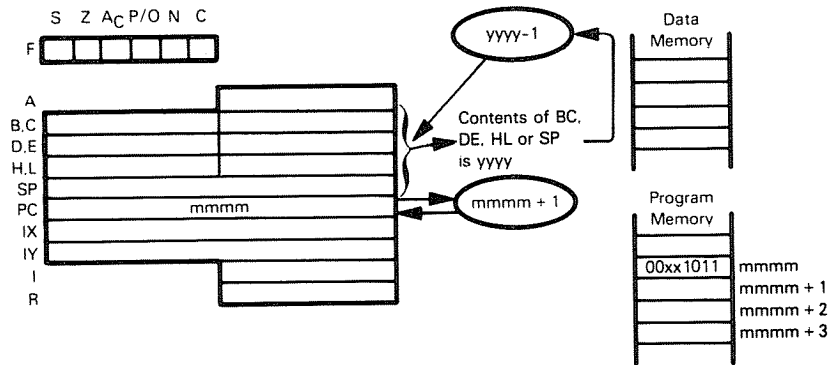 S Z AC P/O N C
F
A
B,C
D,E
H,L
SP
PC mmmm
IX
IY
I
R
yyyy-1
Contents of BC,
DE, HL or SP
is yyyy
mmmm + 1
Data
Memory
Program
Memory
00xx1011 mmmm
mmmm + 1
mmmm + 2
mmmm + 3